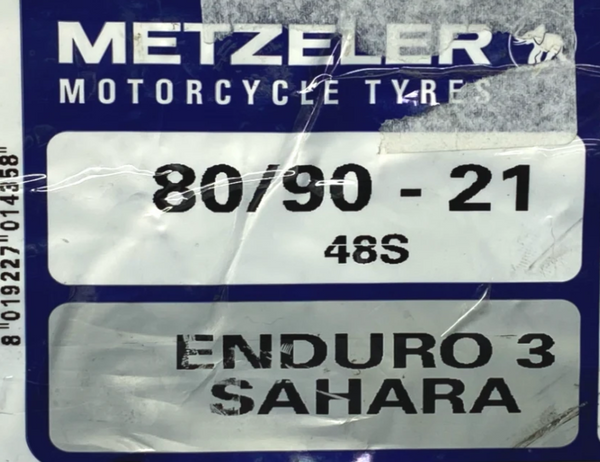 METZELER
MOTORCYCLE TYRES
80/90 - 21
48S
ENDURO 3
SAHARA
8"019227"014358"